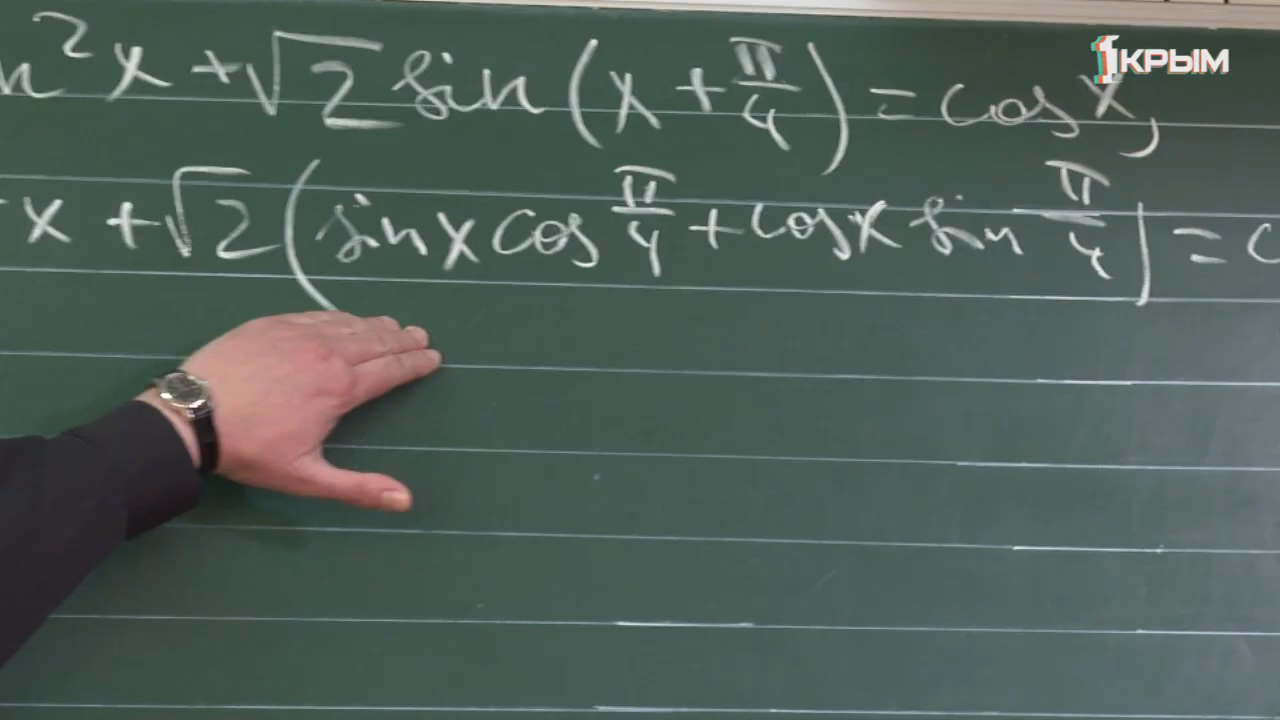 n²x + √2 sin(x + π/4) = cos x,
x + √2(sin x cos π/4 + cos x sin π/4) = c
1КРЫМ